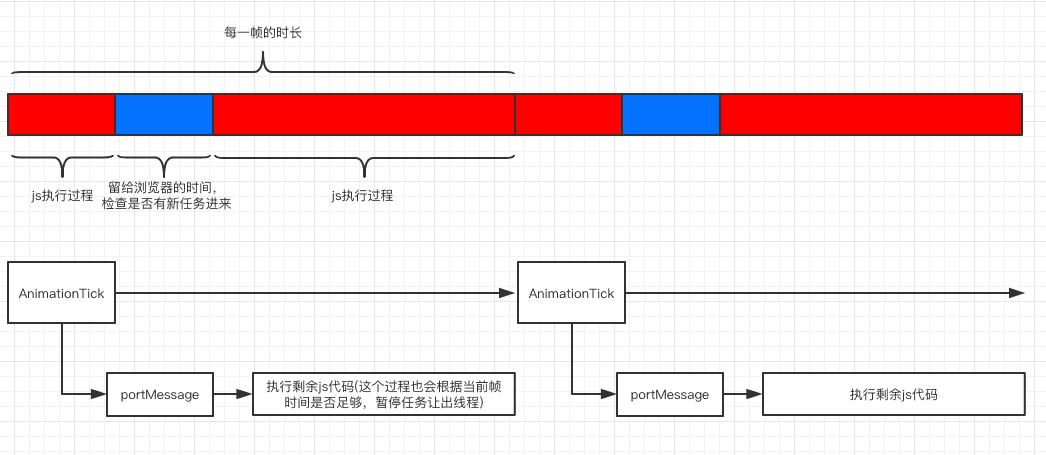 每一帧的时长
js执行过程
留给浏览器的时间，
检查是否有新任务进来
js执行过程
AnimationTick
AnimationTick
portMessage
执行剩余js代码(这个过程也会根据当前帧
时间是否足够，暂停任务让出线程)
portMessage
执行剩余js代码